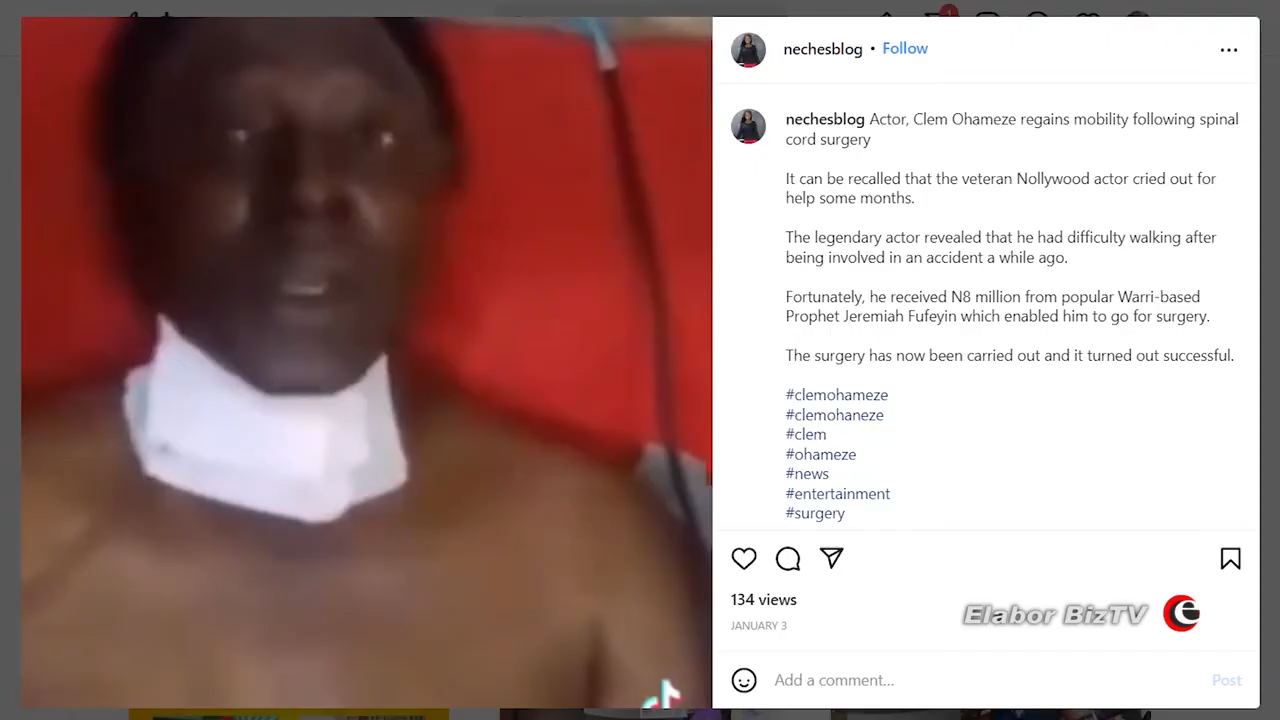 nechesblog • Follow
nechesblog Actor, Clem Ohameze regains mobility following spinal
cord surgery
It can be recalled that the veteran Nollywood actor cried out for
help some months.
The legendary actor revealed that he had difficulty walking after
being involved in an accident a while ago.
Fortunately, he received N8 million from popular Warri-based
Prophet Jeremiah Fufeyin which enabled him to go for surgery.
The surgery has now been carried out and it turned out successful.
#clemohameze
#clemohaneze
#clem
#ohameze
#news
#entertainment
#surgery
134 views
Elabor BizTV e
JANUARY 3
Add a comment...
Post